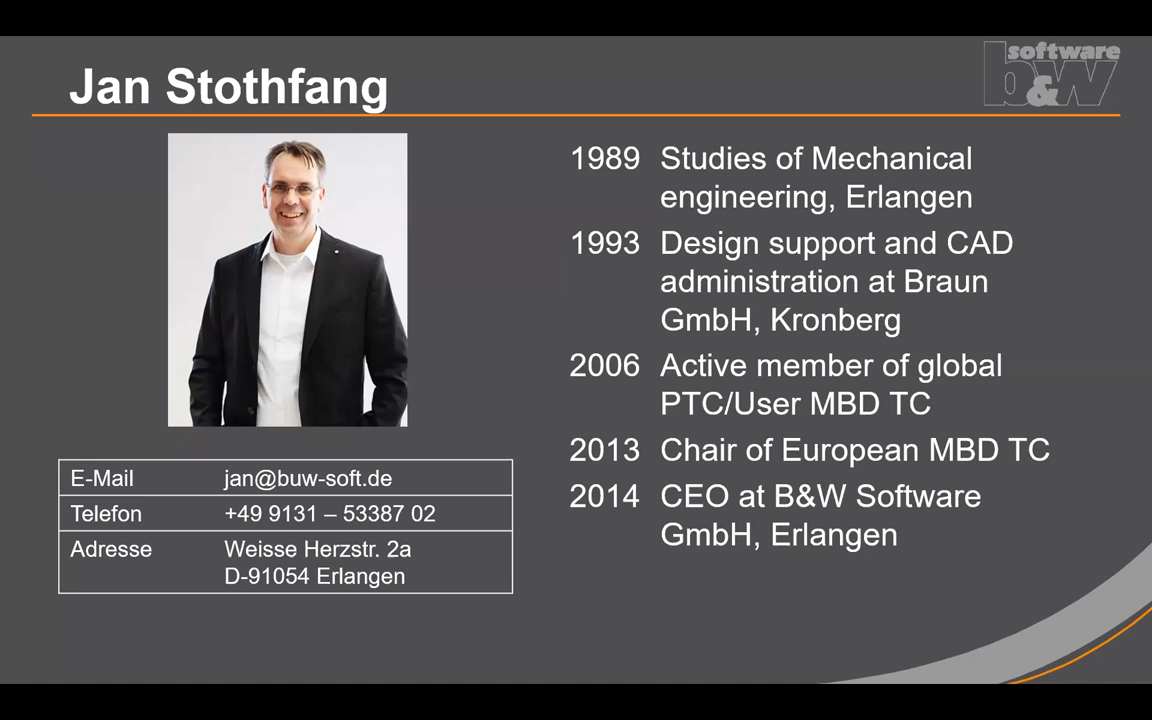 software
b&w
Jan Stothfang
1989 Studies of Mechanical
engineering, Erlangen
1993 Design support and CAD
administration at Braun
GmbH, Kronberg
2006 Active member of global
PTC/User MBD TC
2013 Chair of European MBD TC
2014 CEO at B&W Software
GmbH, Erlangen
E-Mail jan@buw-soft.de
Telefon +49 9131 – 53387 02
Adresse Weisse Herzstr. 2a
D-91054 Erlangen